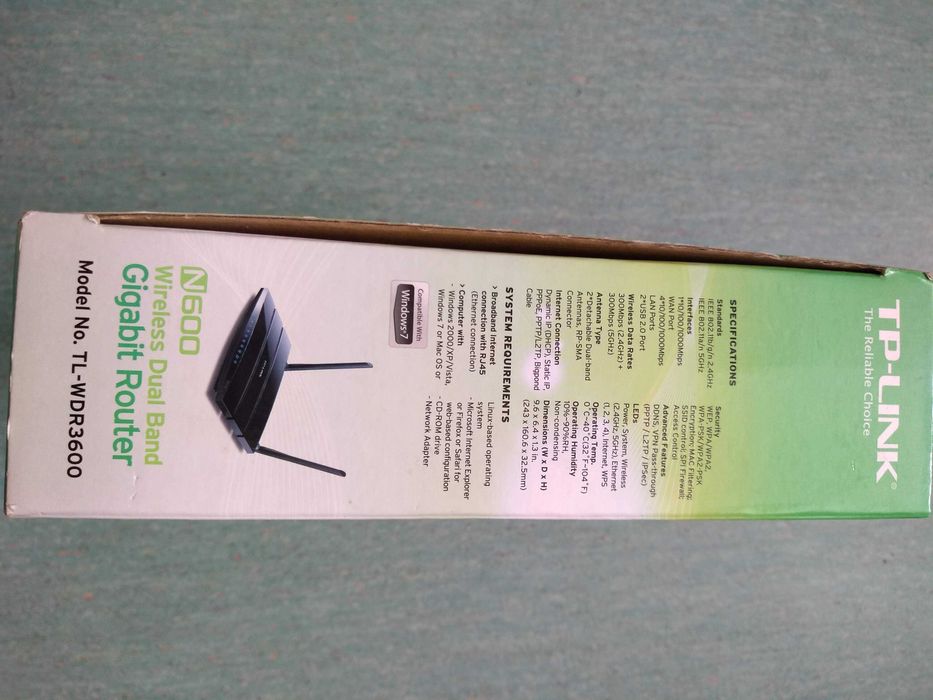 TP-LINK®
The Reliable Choice
SPECIFICATIONS
Standards
IEEE 802.11b/g/n 2.4GHz
IEEE 802.11a/n 5GHz
Interfaces
1*10/100/1000Mbps
WAN Port
4*10/100/1000Mbps
LAN Ports
2*USB 2.0 Port
Wireless Data Rates
300Mbps (2.4GHz) +
300Mbps (5GHz)
Antenna Type
2*Detachable Dual-band
Antennas, RP-SMA
Connector
Internet Connection
Dynamic IP (DHCP), Static IP,
PPPoE, PPTP/L2TP, Bigpond
Cable
Security
WEP, WPA/WPA2,
WPA-PSK/WPA2-PSK
Encryption; MAC Filtering;
SSID control; SPI Firewall;
Access Control
Advanced Features
DDNS, VPN Pass-through
(PPTP / L2TP / IPSec)
LEDs
Power, System, Wireless
(2.4GHz, 5GHz), Ethernet
(1, 2, 3, 4), Internet, WPS
Operating Temp.
0˚C~40˚C(32˚F~104˚F)
Operating Humidity
10%~90%RH,
Non-condensing
Dimensions (W x D x H)
9.6 x 6.4 x 1.3 in.
(243 x 160.6 x 32.5mm)
SYSTEM REQUIREMENTS
> Broadband Internet
connection with RJ45
(Ethernet connection)
> Computer with
- Windows 2000/XP/Vista,
Windows 7 or Mac OS or
Linux-based operating
system
- Microsoft Internet Explorer
or Firefox or Safari for
web-based configuration
- CD-ROM drive
- Network Adapter
Compatible With
Windows®7
N600
Wireless Dual Band
Gigabit Router
Model No. TL-WDR3600